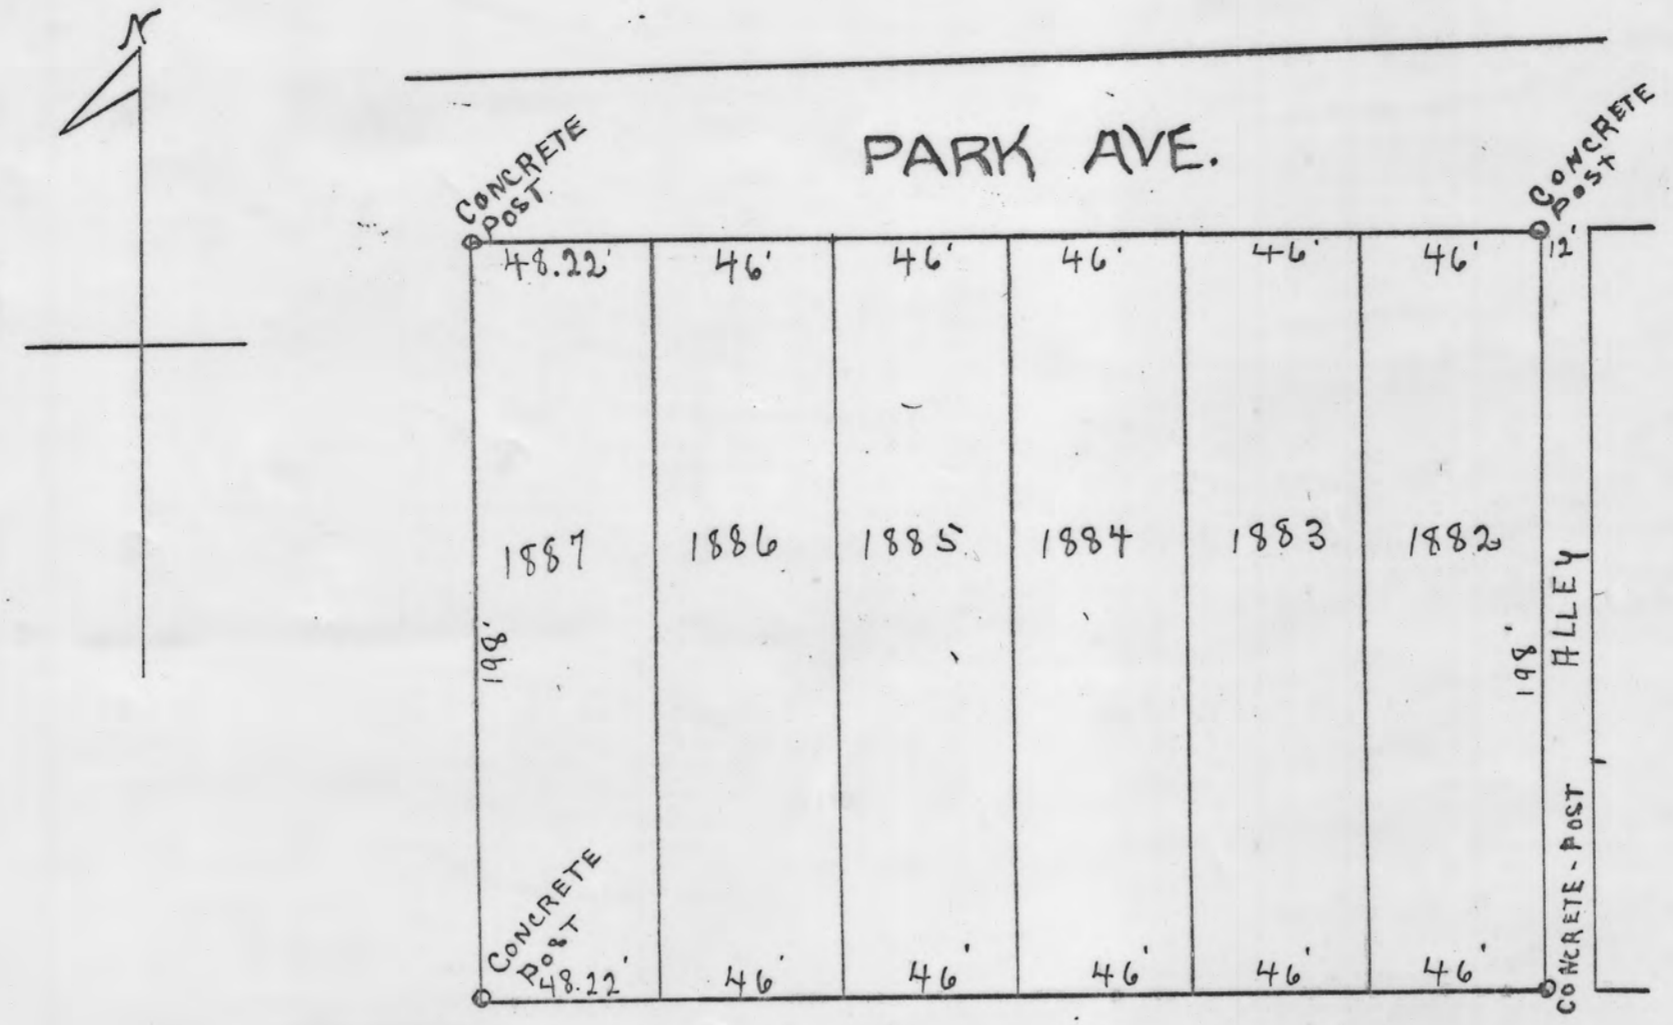 N
PARK AVE.
CONCRETE
POST
CONCRETE
POST
48.22'
46'
46'
46'
46'
46'
12'
1887
1886
1885
1884
1883
1882
198'
198'
ALLEY
CONCRETE
POST
CONCRETE - POST
48.22'
46'
46'
46'
46'
46'